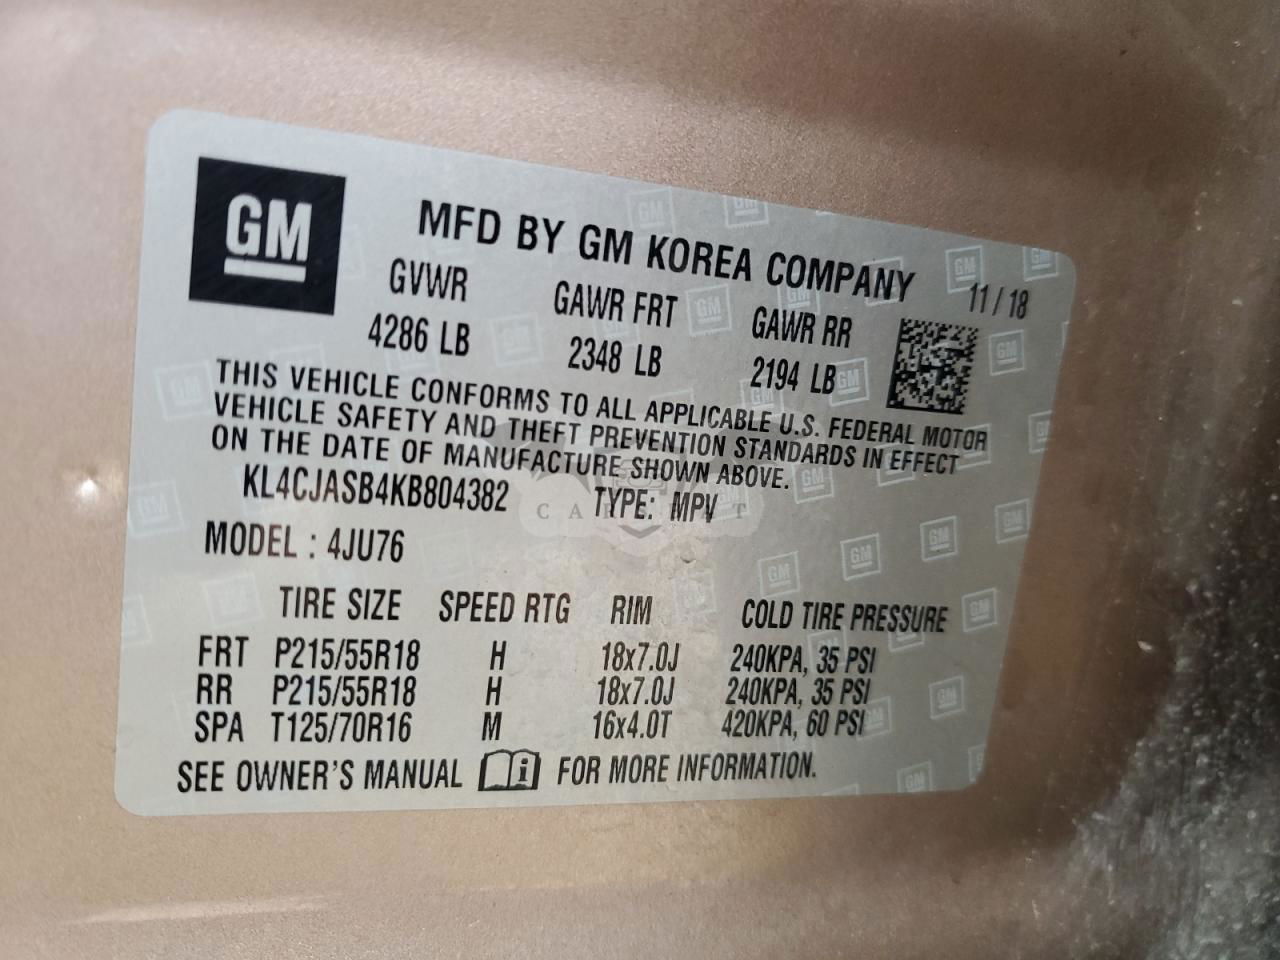 GM
MFD BY GM KOREA COMPANY
GVWR GAWR FRT GAWR RR 11 / 18
4286 LB 2348 LB 2194 LB
THIS VEHICLE CONFORMS TO ALL APPLICABLE U.S. FEDERAL MOTOR
VEHICLE SAFETY AND THEFT PREVENTION STANDARDS IN EFFECT
ON THE DATE OF MANUFACTURE SHOWN ABOVE.
KL4CJASB4KB804382 TYPE: MPV
MODEL : 4JU76
TIRE SIZE SPEED RTG RIM COLD TIRE PRESSURE
FRT P215/55R18 H 18x7.0J 240KPA, 35 PSI
RR P215/55R18 H 18x7.0J 240KPA, 35 PSI
SPA T125/70R16 M 16x4.0T 420KPA, 60 PSI
SEE OWNER'S MANUAL i FOR MORE INFORMATION.